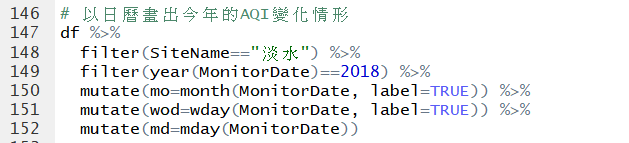 146 # 以日曆畫出今年的AQI變化情形
147 df %>%
148   filter(SiteName=="淡水") %>%
149   filter(year(MonitorDate)==2018) %>%
150   mutate(mo=month(MonitorDate, label=TRUE)) %>%
151   mutate(wod=wday(MonitorDate, label=TRUE)) %>%
152   mutate(md=mday(MonitorDate))